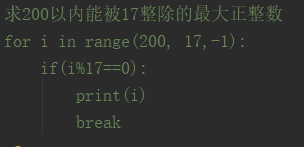 求200以内能被17整除的最大正整数
for i in range(200, 17,-1):
    if(i%17==0):
        print(i)
        break